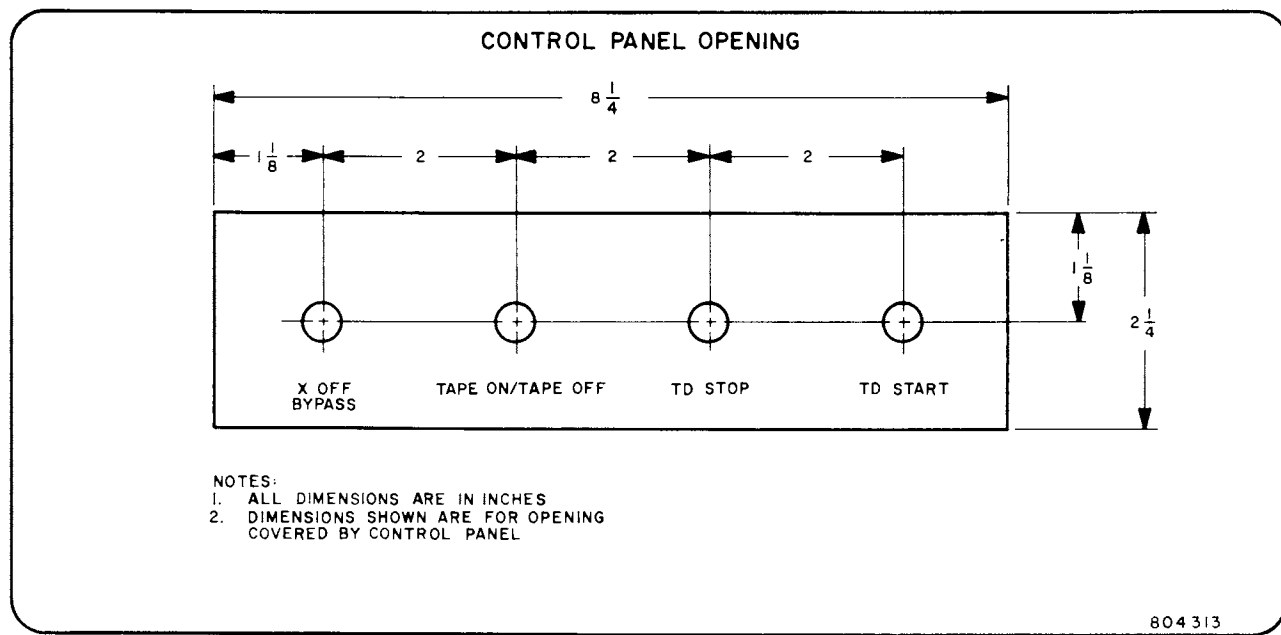 CONTROL PANEL OPENING
8 1/4
1 1/8 2 2 2
1 1/8
2 1/4
X OFF
BYPASS
TAPE ON/TAPE OFF
TD STOP
TD START
NOTES:
1. ALL DIMENSIONS ARE IN INCHES
2. DIMENSIONS SHOWN ARE FOR OPENING
COVERED BY CONTROL PANEL
804313